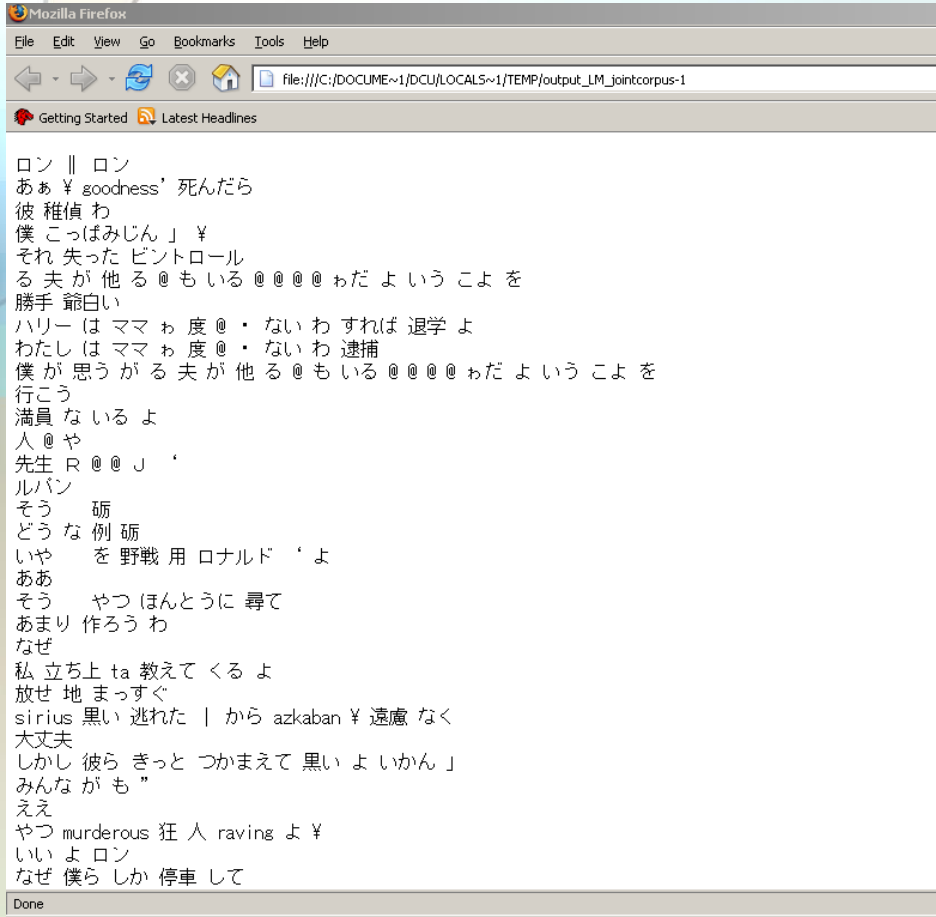 Mozilla Firefox
File Edit View Go Bookmarks Tools Help
file:///C:/DOCUME~1/DCU/LOCALS~1/TEMP/output_LM_jointcorpus-1
Getting Started Latest Headlines
ロン ‖ ロン
あぁ ¥ goodness’ 死んだら
彼 稚偵 わ
僕 こっぱみじん 」 ¥
それ 失った ビントロール
る 夫 が 他 る @ も いる @ @ @ @ ゎだ よ いう こよ を
勝手 爺白い
ハリー は ママ ゎ 度 @ ・ ない わ すれば 退学 よ
わたし は ママ ゎ 度 @ ・ ない わ 逮捕
僕 が 思う が る 夫 が 他 る @ も いる @ @ @ @ ゎだ よ いう こよ を
行こう
満員 な いる よ
人 @ や
先生 R @ @ J ‘
ルパン
そう 砺
どう な 例 砺
いや を 野戦 用 ロナルド ‘ よ
ああ
そう やつ ほんとうに 尋て
あまり 作ろう わ
なぜ
私 立ち上 ta 教えて くる よ
放せ 地 まっすぐ
sirius 黒い 逃れた | から azkaban ¥ 遠慮 なく
大丈夫
しかし 彼ら きっと つかまえて 黒い よ いかん 」
みんな が も ”
ええ
やつ murderous 狂 人 raving よ ¥
いい よ ロン
なぜ 僕ら しか 停車 して
Done